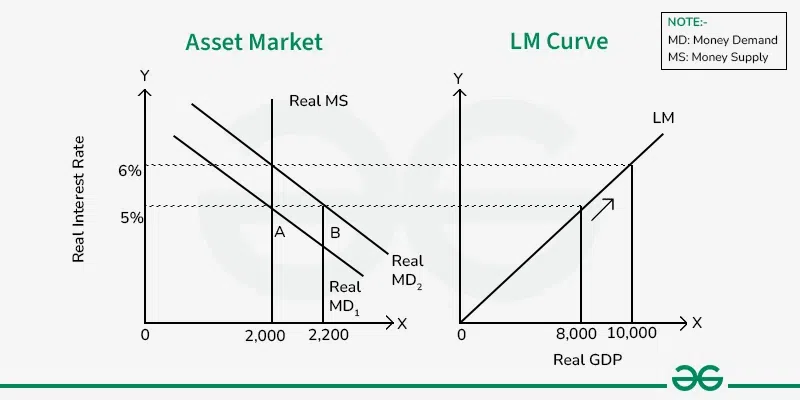 Asset Market
LM Curve
NOTE:-
MD: Money Demand
MS: Money Supply
Y
Real MS
Real Interest Rate
6%
5%
A
B
Real
MD2
Real
MD1
X
0
2,000
2,200
Y
LM
X
0
8,000
10,000
Real GDP